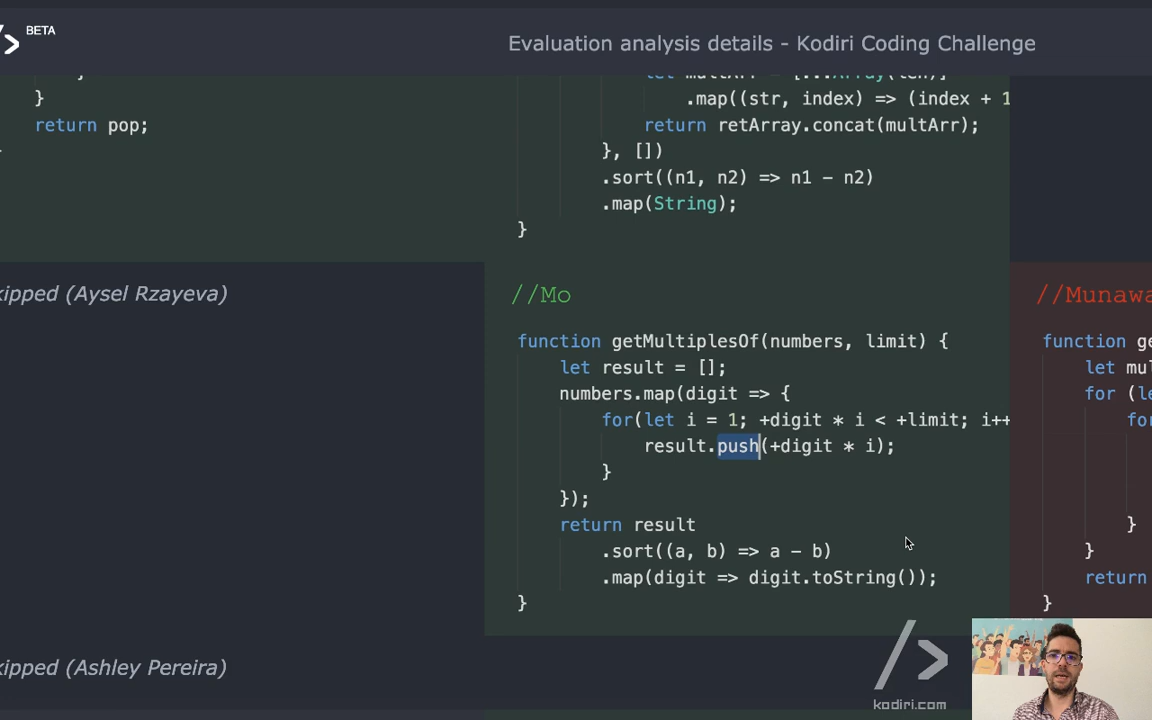 BETA
Evaluation analysis details - Kodiri Coding Challenge
}
return pop;
.map((str, index) => (index + 1
return retArray.concat(multArr);
}, [])
.sort((n1, n2) => n1 - n2)
.map(String);
}
kipped (Aysel Rzayeva)
//Mo
function getMultiplesOf(numbers, limit) {
let result = [];
numbers.map(digit => {
for(let i = 1; +digit * i < +limit; i++
result.push(+digit * i);
}
});
return result
.sort((a, b) => a - b)
.map(digit => digit.toString());
}
//Munawa
function ge
let mul
for (le
for
}
}
return
}
kipped (Ashley Pereira)
/>
kodiri.com